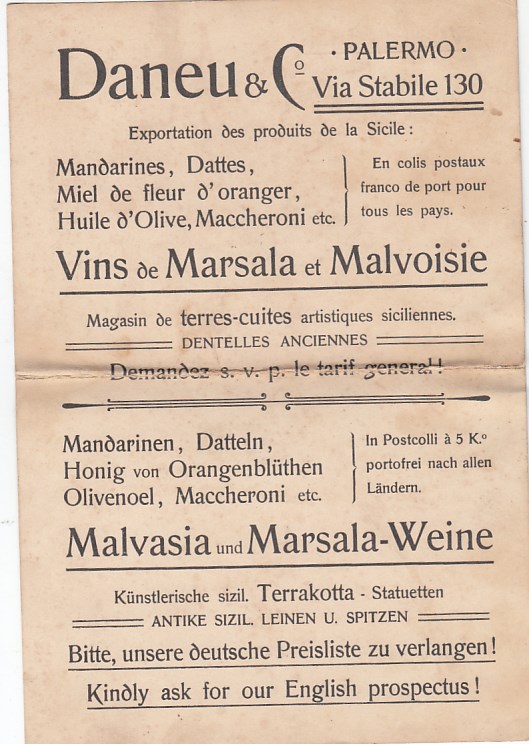 Daneu & Cº
· PALERMO ·
Via Stabile 130
Exportation des produits de la Sicile :
Mandarines, Dattes,
Miel de fleur d'oranger,
Huile d'Olive, Maccheroni etc.
En colis postaux
franco de port pour
tous les pays.
Vins de Marsala et Malvoisie
Magasin de terres-cuites artistiques siciliennes.
DENTELLES ANCIENNES
Demandez s. v. p. le tarif general!
Mandarinen, Datteln,
Honig von Orangenblüthen
Olivenoel, Maccheroni etc.
In Postcolli à 5 K.º
portofrei nach allen
Ländern.
Malvasia und Marsala-Weine
Künstlerische sizil. Terrakotta - Statuetten
ANTIKE SIZIL. LEINEN U. SPITZEN
Bitte, unsere deutsche Preisliste zu verlangen!
Kindly ask for our English prospectus!